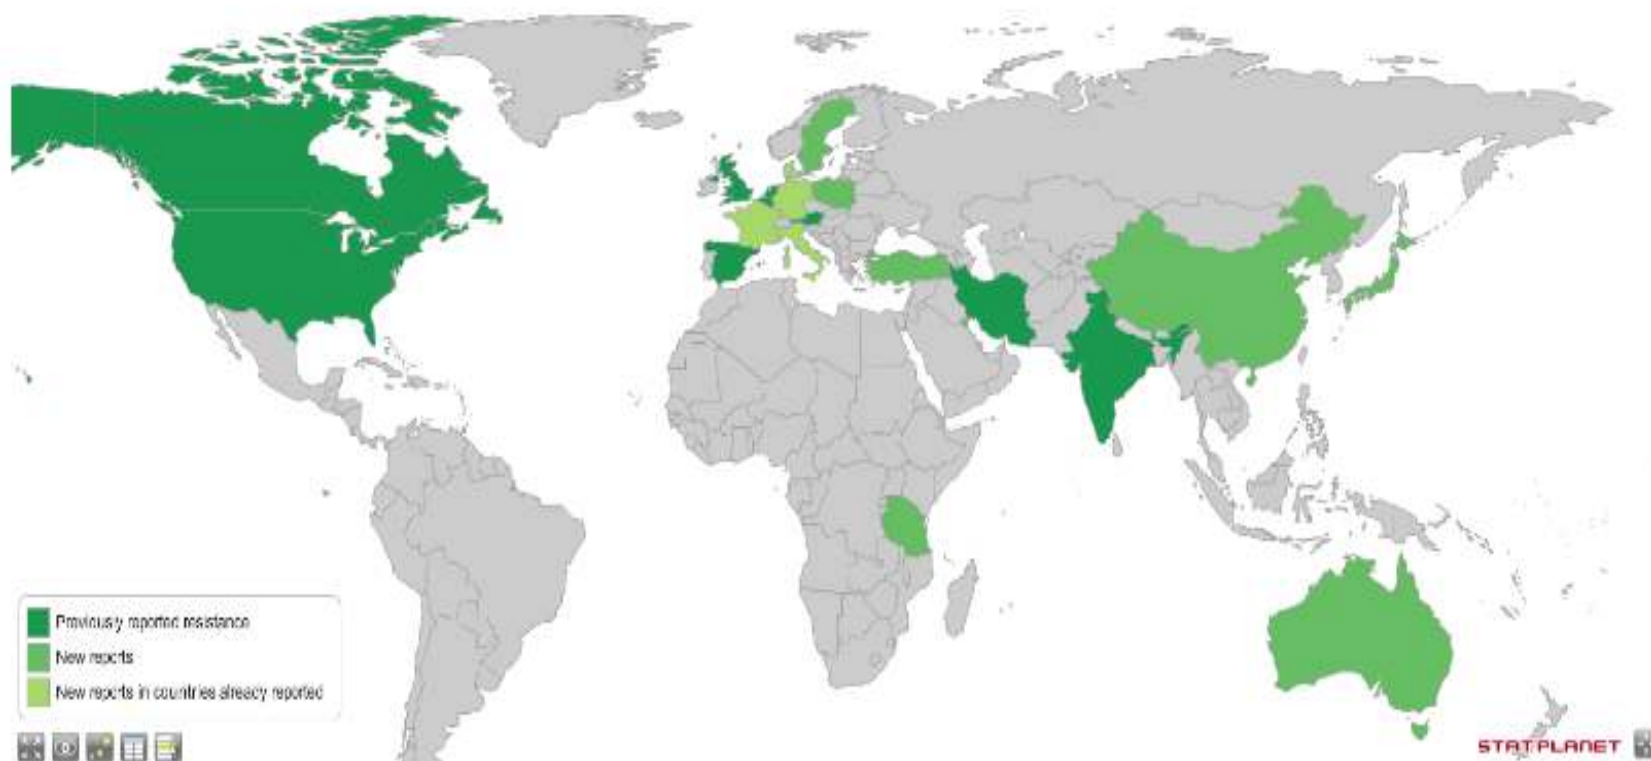 Previously reported resistance
New reports
New reports in countries already reported
STATPLANET